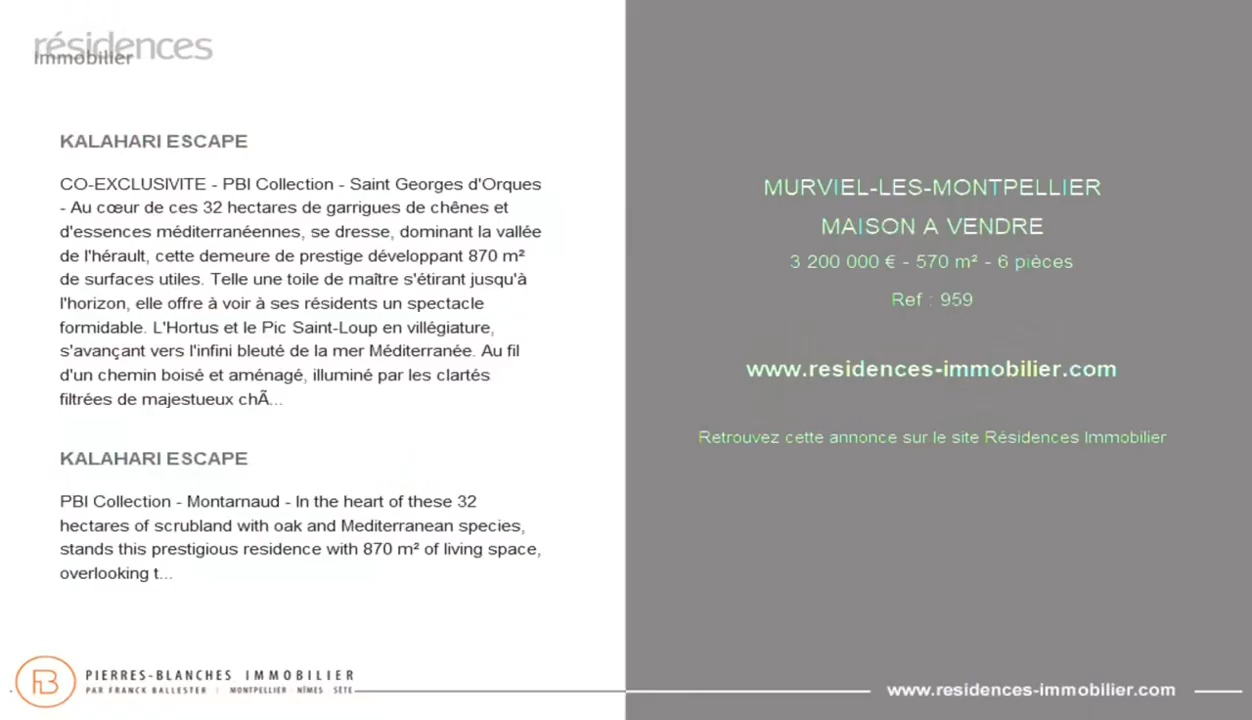 résidences
Immobilier
KALAHARI ESCAPE
CO-EXCLUSIVITE - PBI Collection - Saint Georges d'Orques
- Au cœur de ces 32 hectares de garrigues de chênes et
d'essences méditerranéennes, se dresse, dominant la vallée
de l'hérault, cette demeure de prestige développant 870 m²
de surfaces utiles. Telle une toile de maître s'étirant jusqu'à
l'horizon, elle offre à voir à ses résidents un spectacle
formidable. L'Hortus et le Pic Saint-Loup en villégiature,
s'avançant vers l'infini bleuté de la mer Méditerranée. Au fil
d'un chemin boisé et aménagé, illuminé par les clartés
filtrées de majestueux chÃ...
KALAHARI ESCAPE
PBI Collection - Montarnaud - In the heart of these 32
hectares of scrubland with oak and Mediterranean species,
stands this prestigious residence with 870 m² of living space,
overlooking t...
PIERRES-BLANCHES IMMOBILIER
PAR FRANCK BALLESTER | MONTPELLIER NÎMES SÈTE
MURVIEL-LES-MONTPELLIER
MAISON A VENDRE
3 200 000 € - 570 m² - 6 pièces
Ref : 959
www.residences-immobilier.com
Retrouvez cette annonce sur le site Résidences Immobilier
www.residences-immobilier.com